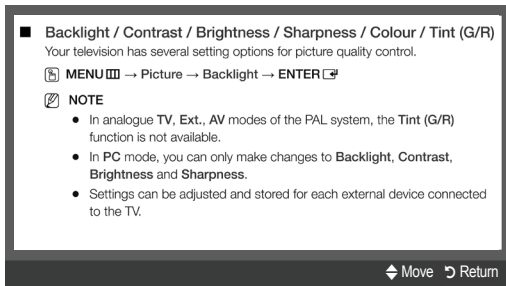 ■ Backlight / Contrast / Brightness / Sharpness / Colour / Tint (G/R)
Your television has several setting options for picture quality control.
MENU → Picture → Backlight → ENTER
NOTE
● In analogue TV, Ext., AV modes of the PAL system, the Tint (G/R)
function is not available.
● In PC mode, you can only make changes to Backlight, Contrast,
Brightness and Sharpness.
● Settings can be adjusted and stored for each external device connected
to the TV.
Move Return